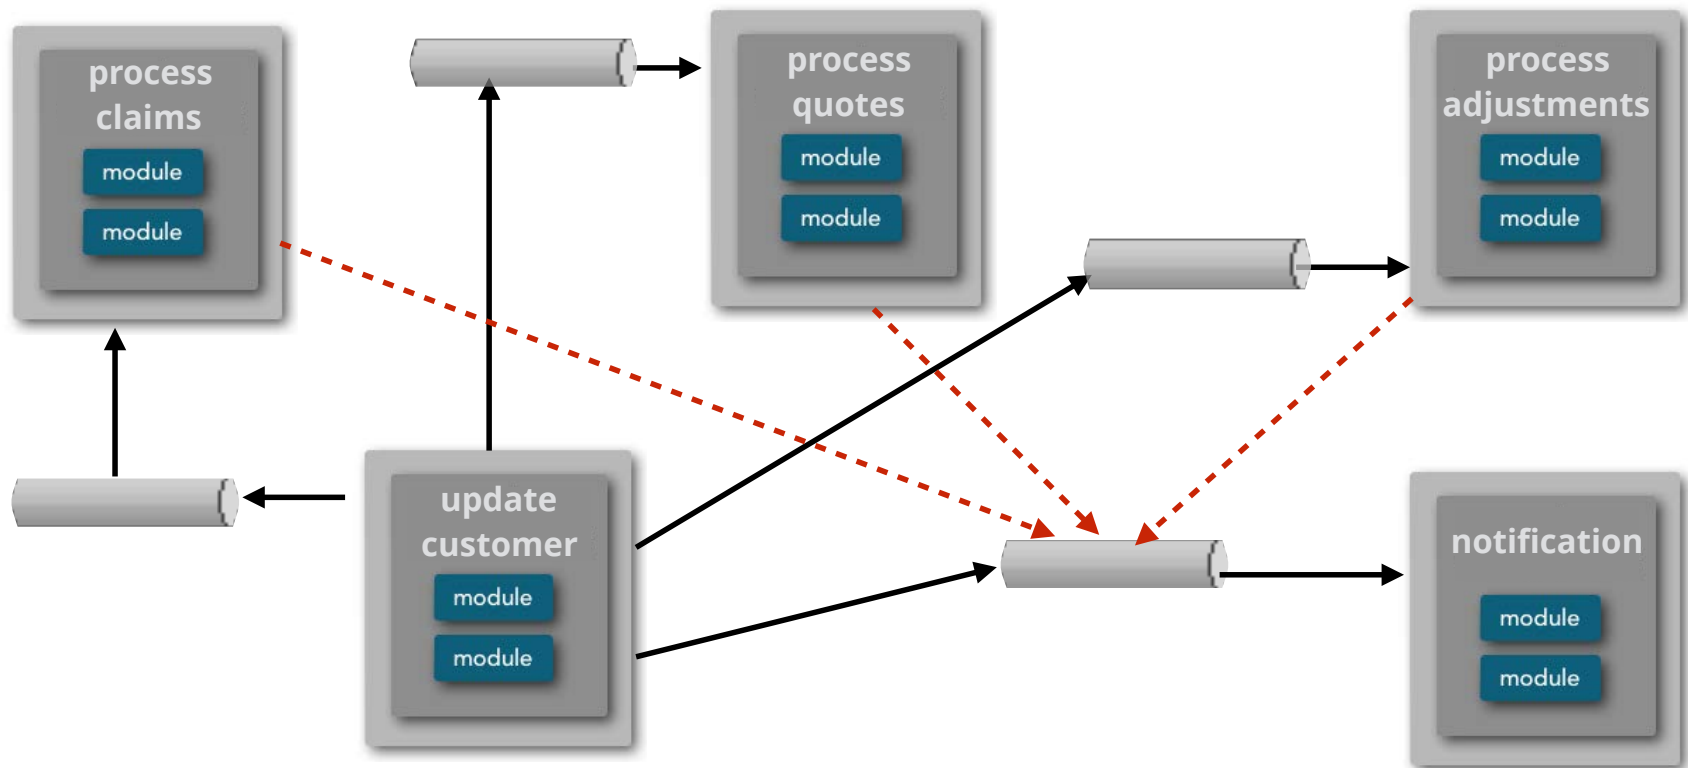 process
claims
module
module
process
quotes
module
module
process
adjustments
module
module
update
customer
module
module
notification
module
module